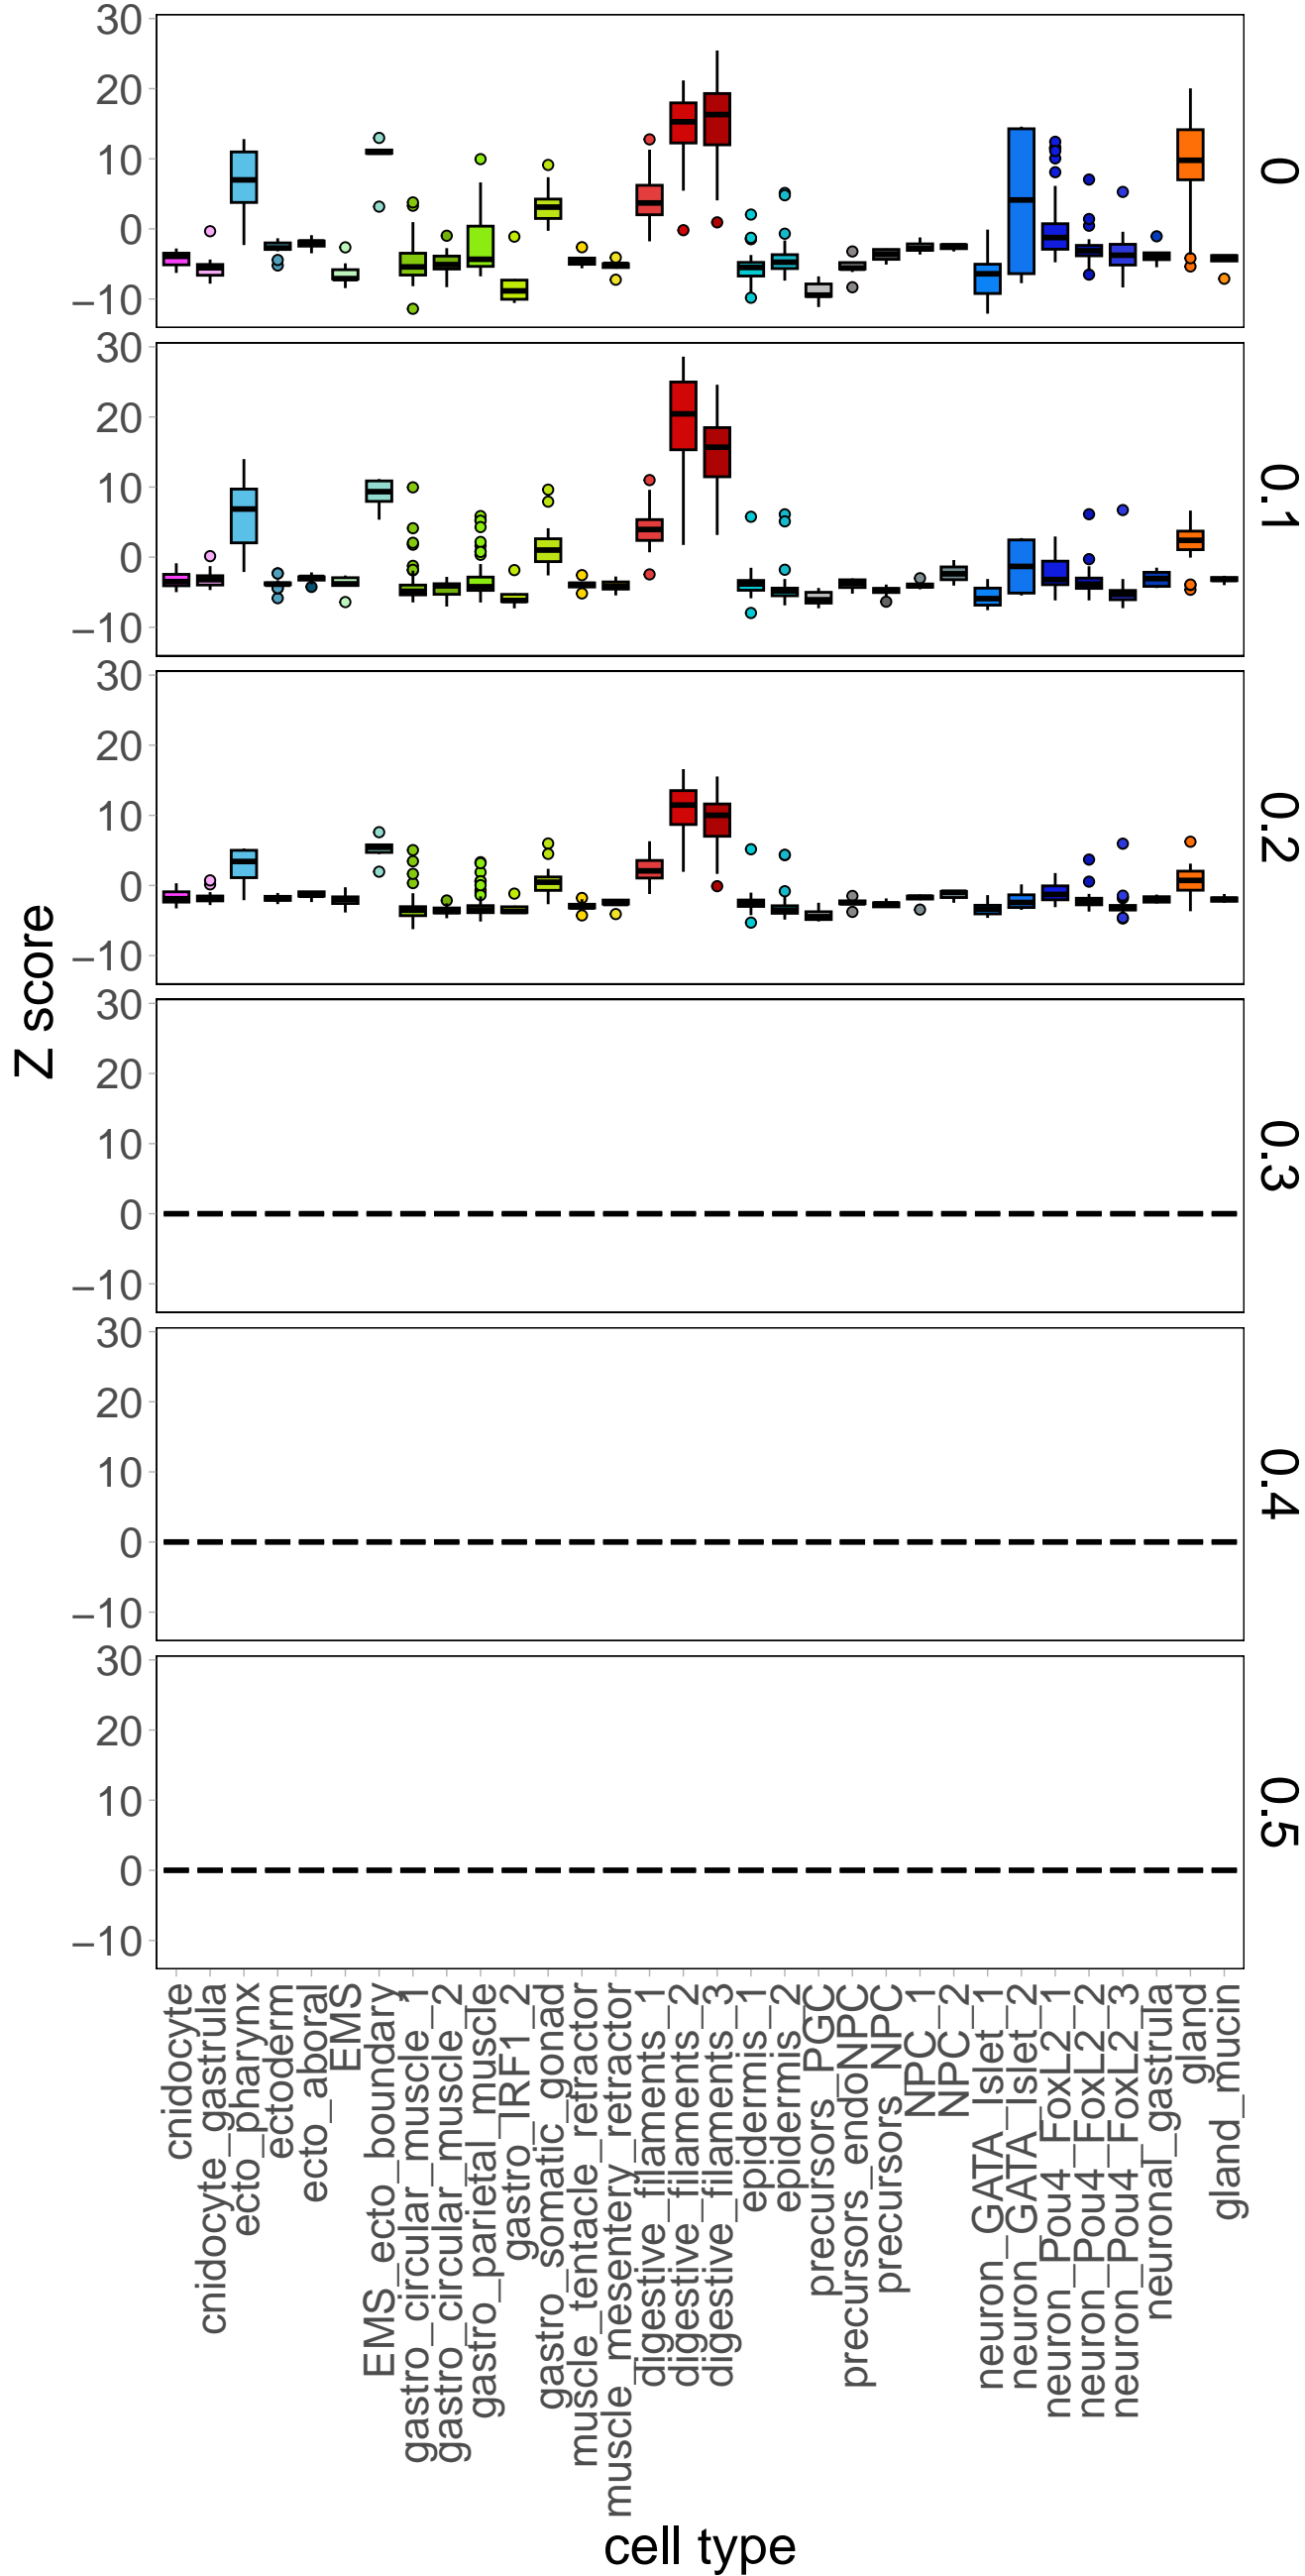 30
20
10
0
−10
0
30
20
10
0
−10
0.1
30
20
10
0
−10
0.2
30
20
10
0
−10
0.3
30
20
10
0
−10
0.4
30
20
10
0
−10
0.5
Z score
cnidocyte
cnidocyte_gastrula
ecto_pharynx
ectoderm
ecto_aboral
EMS
EMS_ecto_boundary
gastro_circular_muscle_1
gastro_circular_muscle_2
gastro_parietal_muscle
gastro_IRF1_2
gastro_somatic_gonad
muscle_tentacle_retractor
muscle_mesentery_retractor
digestive_filaments_1
digestive_filaments_2
digestive_filaments_3
epidermis_1
epidermis_2
precursors_PGC
precursors_endoNPC
precursors_NPC
NPC_1
NPC_2
neuron_GATA_Islet_1
neuron_GATA_islet_2
neuron_Pou4_FoxL2_1
neuron_Pou4_FoxL2_2
neuron_Pou4_FoxL2_3
neuronal_gastrula
gland
gland_mucin
cell type